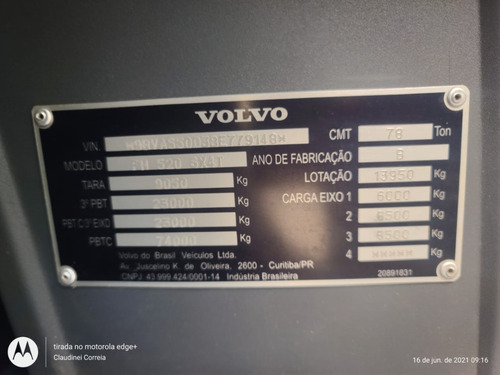 VOLVO
VIN CMT 78 Ton
MODELO FH 520 6X4T ANO DE FABRICAÇÃO
TARA 9050 Kg LOTAÇÃO 13950 Kg
3º PBT 23000 Kg CARGA EIXO 1 6000 Kg
PBT C/3ºEIXO 23000 Kg 2 8500 Kg
PBTC 74000 Kg 3 8500 Kg
4 ***** Kg
Volvo do Brasil Veículos Ltda.
Av. Juscelino K. de Oliveira, 2600 - Curitiba/PR
CNPJ 43.999.424/0001-14 Indústria Brasileira
20891831
tirada no motorola edge+
Claudinei Correia
16 de jun. de 2021 09:16